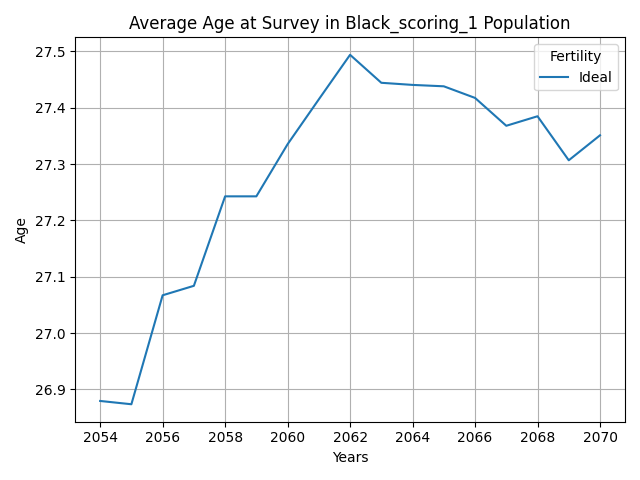 Average Age at Survey in Black_scoring_1 Population
Fertility
Ideal
27.5
27.4
27.3
27.2
27.1
27.0
26.9
Age
2054 2056 2058 2060 2062 2064 2066 2068 2070
Years